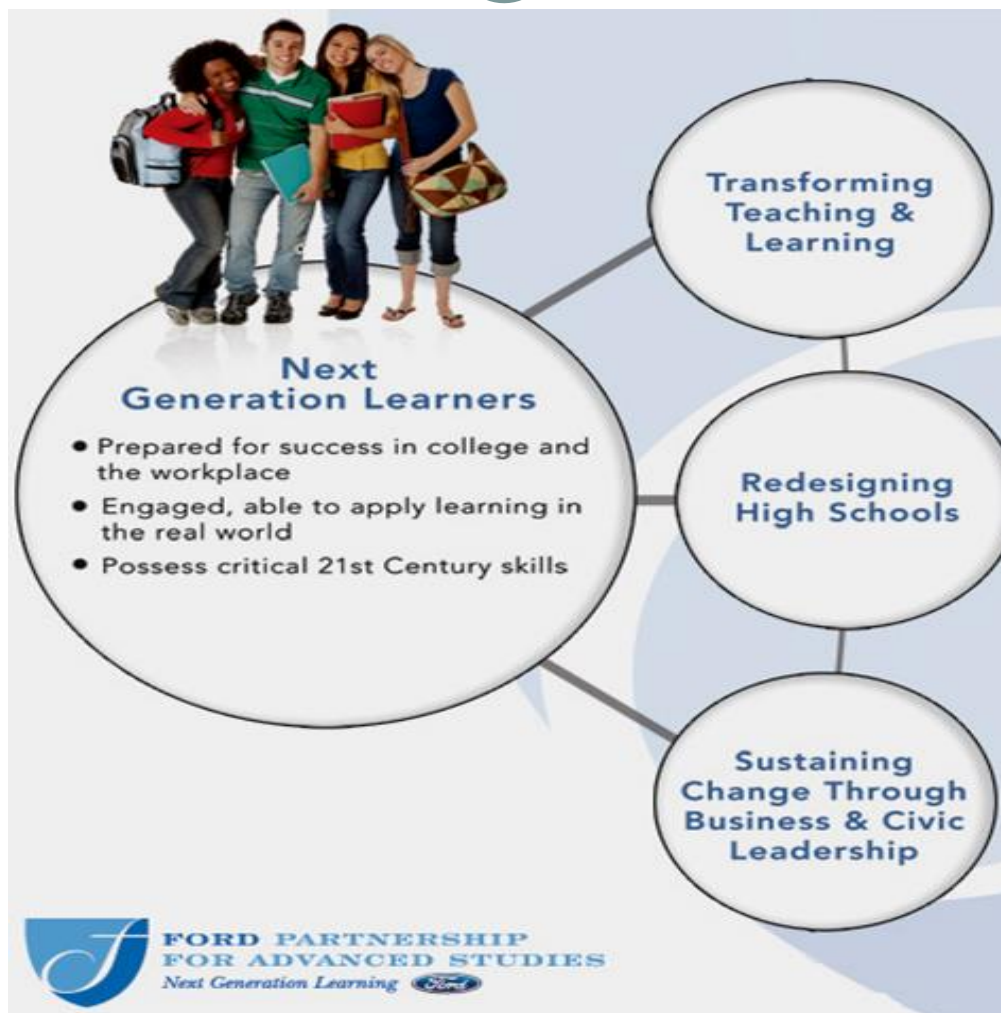 Next
Generation Learners
• Prepared for success in college and
the workplace
• Engaged, able to apply learning in
the real world
• Possess critical 21st Century skills
Transforming
Teaching &
Learning
Redesigning
High Schools
Sustaining
Change Through
Business & Civic
Leadership
FORD PARTNERSHIP
FOR ADVANCED STUDIES
Next Generation Learning Ford